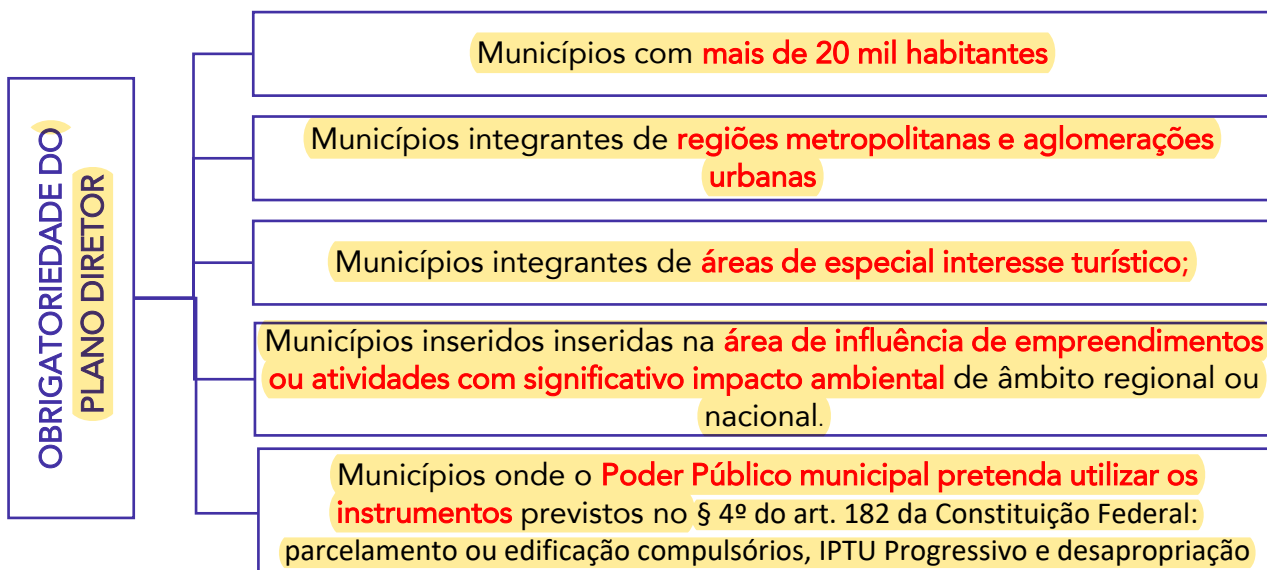 OBRIGATORIEDADE DO
PLANO DIRETOR
Municípios com mais de 20 mil habitantes
Municípios integrantes de regiões metropolitanas e aglomerações
urbanas
Municípios integrantes de áreas de especial interesse turístico;
Municípios inseridos inseridas na área de influência de empreendimentos
ou atividades com significativo impacto ambiental de âmbito regional ou
nacional.
Municípios onde o Poder Público municipal pretenda utilizar os
instrumentos previstos no § 4º do art. 182 da Constituição Federal:
parcelamento ou edificação compulsórios, IPTU Progressivo e desapropriação